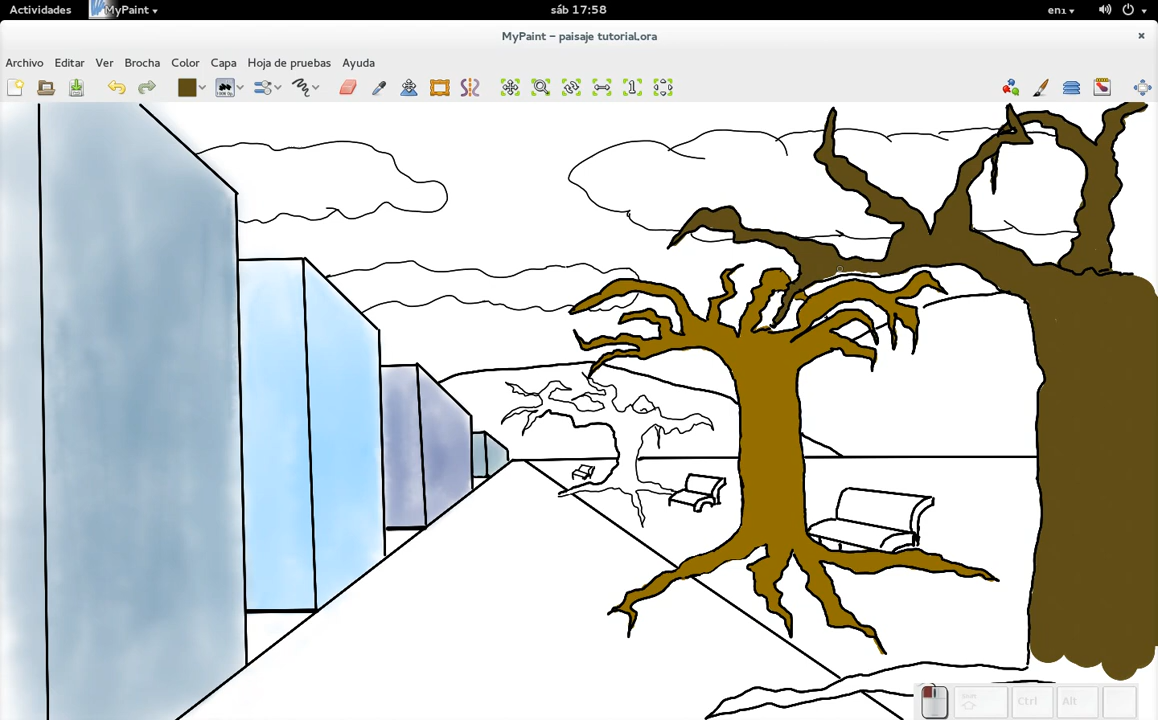 Actividades MyPaint sáb 17:58 en₁
MyPaint – paisaje tutorial.ora ×
Archivo Editar Ver Brocha Color Capa Hoja de pruebas Ayuda
1
Ctrl Alt